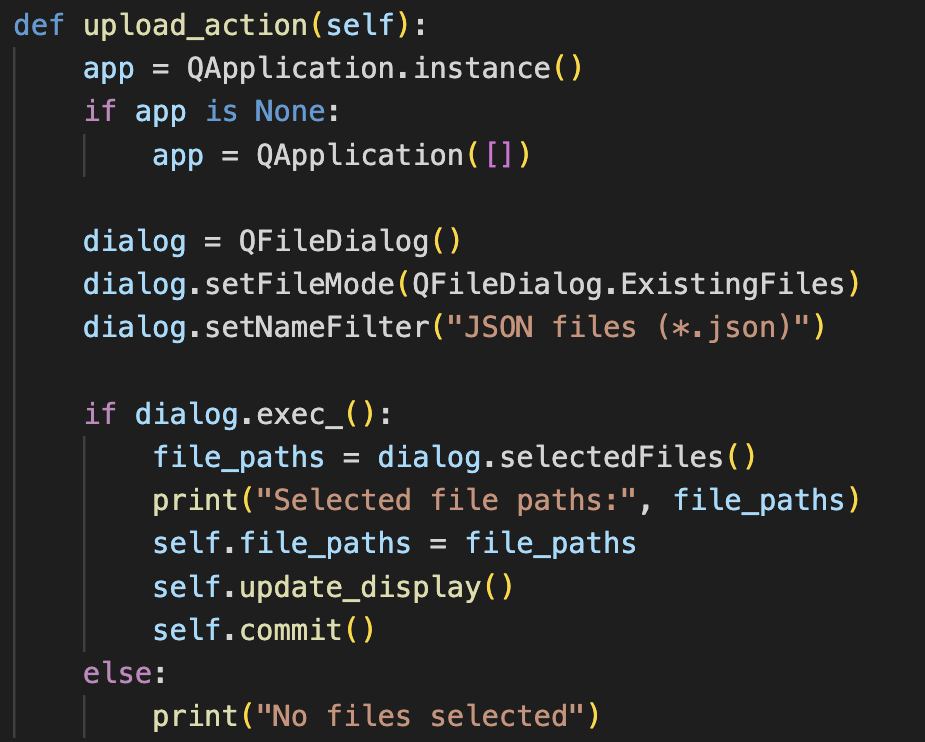 def upload_action(self):
    app = QApplication.instance()
    if app is None:
        app = QApplication([])

    dialog = QFileDialog()
    dialog.setFileMode(QFileDialog.ExistingFiles)
    dialog.setNameFilter("JSON files (*.json)")

    if dialog.exec_():
        file_paths = dialog.selectedFiles()
        print("Selected file paths:", file_paths)
        self.file_paths = file_paths
        self.update_display()
        self.commit()
    else:
        print("No files selected")